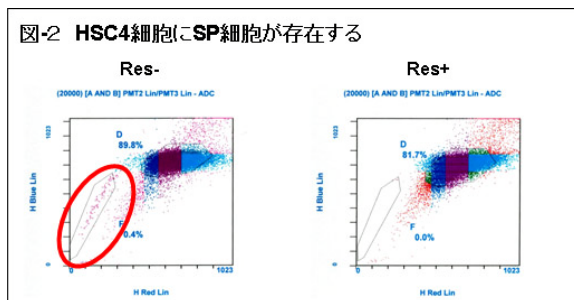 図-2 HSC4細胞にSP細胞が存在する
Res-
Res+
(20000) [A AND B] PMT2 Lin/PMT3 Lin - ADC
1023
H Blue Lin
0
D
89.8%
F
0.4%
0
1023
H Red Lin
(20000) [A AND B] PMT2 Lin/PMT3 Lin - ADC
1023
H Blue Lin
0
D
81.7%
F
0.0%
0
1023
H Red Lin